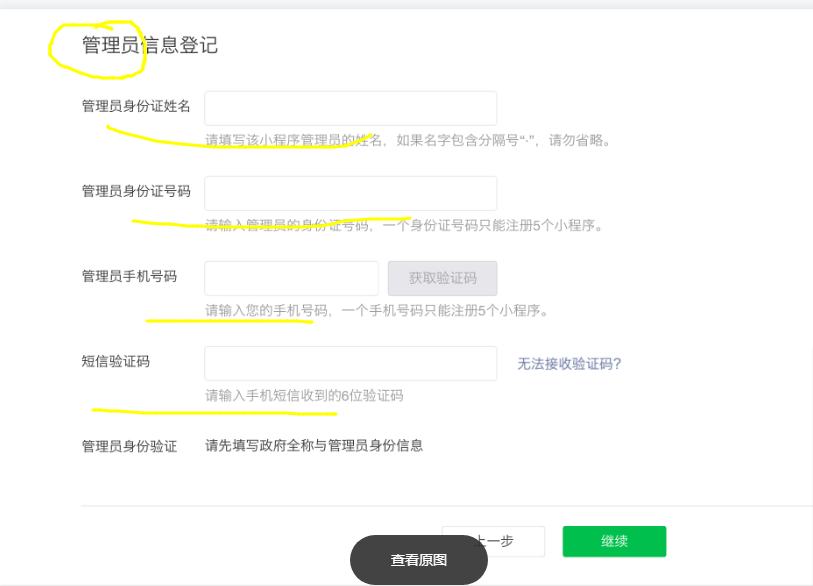 管理员信息登记
管理员身份证姓名
请填写该小程序管理员的姓名，如果名字包含分隔号“·”，请勿省略。
管理员身份证号码
请输入管理员的身份证号码，一个身份证号码只能注册5个小程序。
管理员手机号码 获取验证码
请输入您的手机号码，一个手机号码只能注册5个小程序。
短信验证码 无法接收验证码?
请输入手机短信收到的6位验证码
管理员身份验证 请先填写政府全称与管理员身份信息
上一步 继续
查看原图